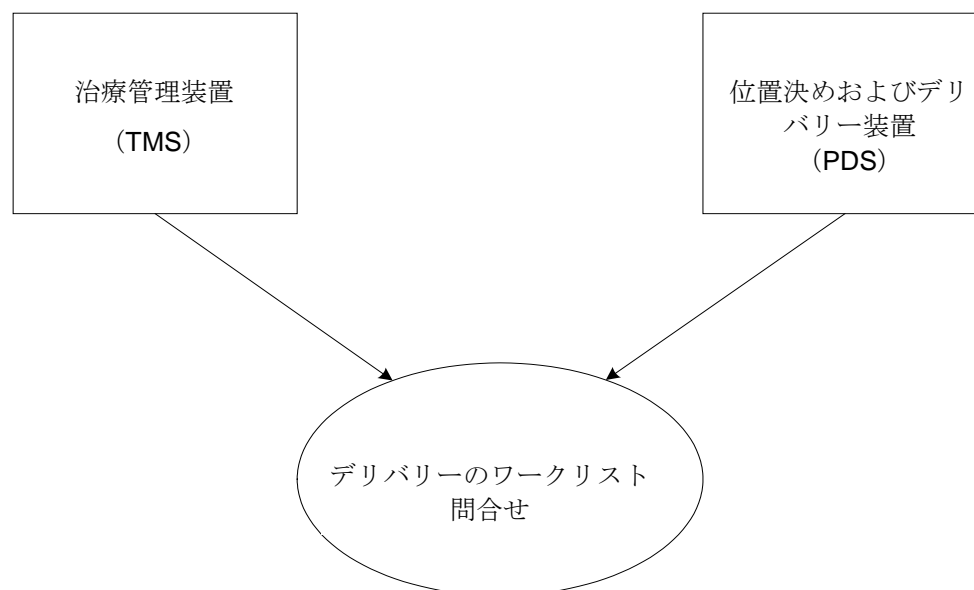 治療管理装置
（TMS）
位置決めおよびデリ
バリー装置
（PDS）
デリバリーのワークリスト
問合せ